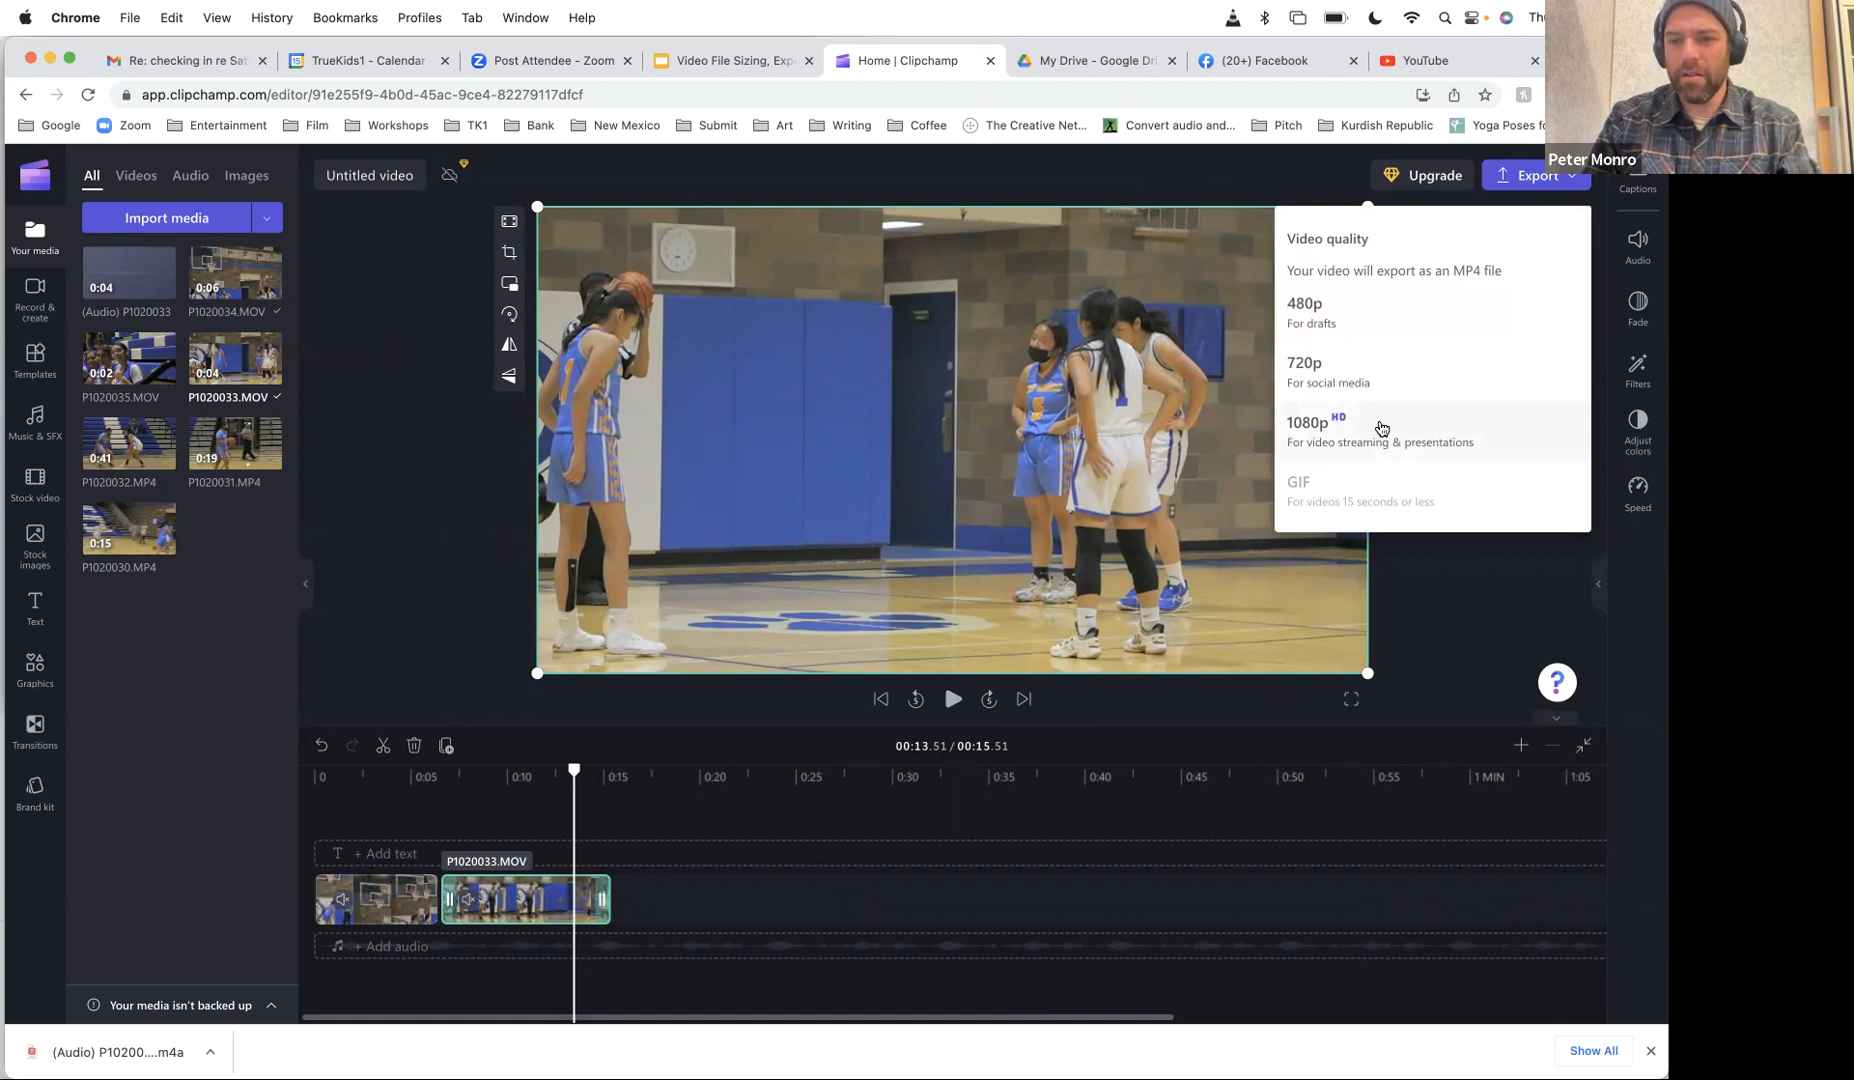 Chrome File Edit View History Bookmarks Profiles Tab Window Help
Re: checking in re Sat
15 TrueKids1 - Calendar
Post Attendee - Zoom
Video File Sizing, Exp
Home | Clipchamp
My Drive - Google Dri
(20+) Facebook
YouTube
app.clipchamp.com/editor/91e255f9-4b0d-45ac-9ce4-82279117dfcf
Google Zoom Entertainment Film Workshops TK1 Bank New Mexico Submit Art Writing Coffee The Creative Net... Convert audio and... Pitch Kurdish Republic Yoga Poses fo
Peter Monro
All Videos Audio Images
Untitled video
Upgrade
Export
Captions
Import media
Your media
Record &
create
Templates
Music & SFX
Stock video
Stock
images
Text
Graphics
Transitions
Brand kit
0:04
(Audio) P1020033
0:06
P1020034.MOV
0:02
P1020035.MOV
0:04
P1020033.MOV
0:41
P1020032.MP4
0:19
P1020031.MP4
0:15
P1020030.MP4
1
5
1
Video quality
Your video will export as an MP4 file
480p
For drafts
720p
For social media
1080p HD
For video streaming & presentations
GIF
For videos 15 seconds or less
Audio
Fade
Filters
Adjust
colors
Speed
5
5
?
00:13.51 / 00:15.51
0 0:05 0:10 0:15 0:20 0:25 0:30 0:35 0:40 0:45 0:50 0:55 1 MIN 1:05
T + Add text
P1020033.MOV
+ Add audio
Your media isn't backed up
(Audio) P10200....m4a
Show All